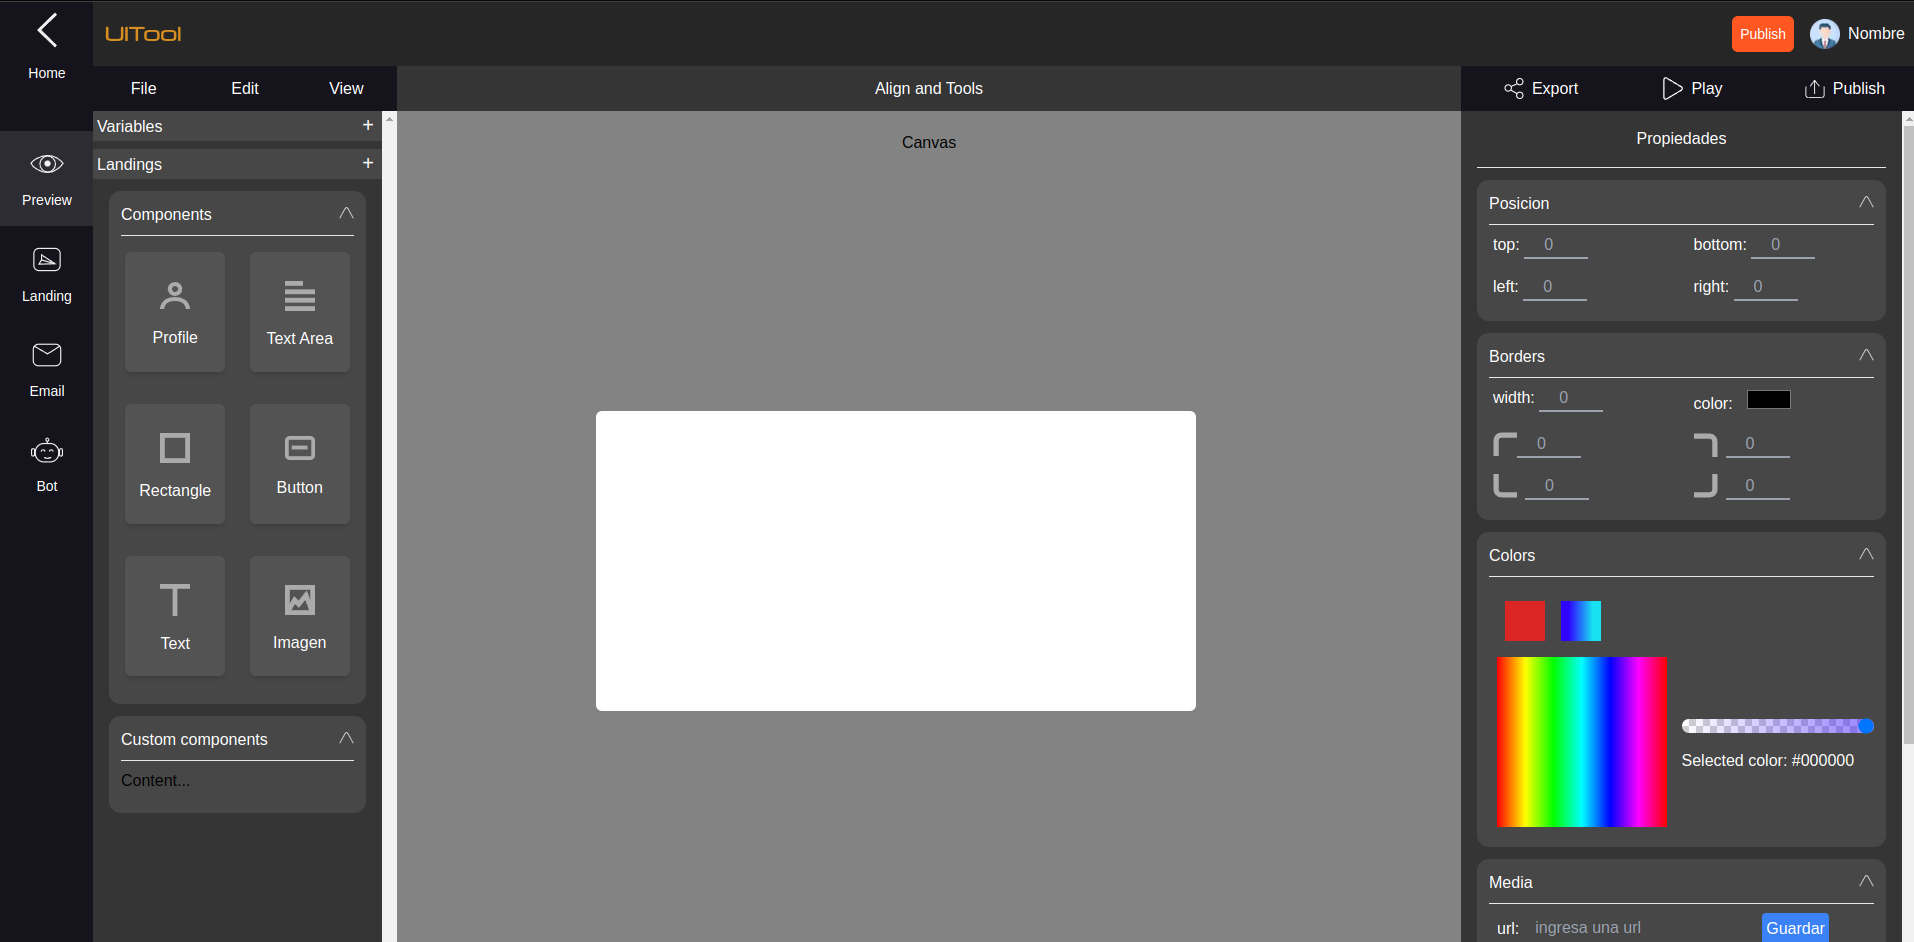 UITool
Publish
Nombre
Home
File Edit View
Align and Tools
Export Play Publish
Variables +
Landings +
Canvas
Propiedades
Preview
Landing
Email
Bot
Components
Profile Text Area
Rectangle Button
Text Imagen
Custom components
Content...
Posicion
top: 0 bottom: 0
left: 0 right: 0
Borders
width: 0 color:
0 0
0 0
Colors
Selected color: #000000
Media
url: ingresa una url Guardar